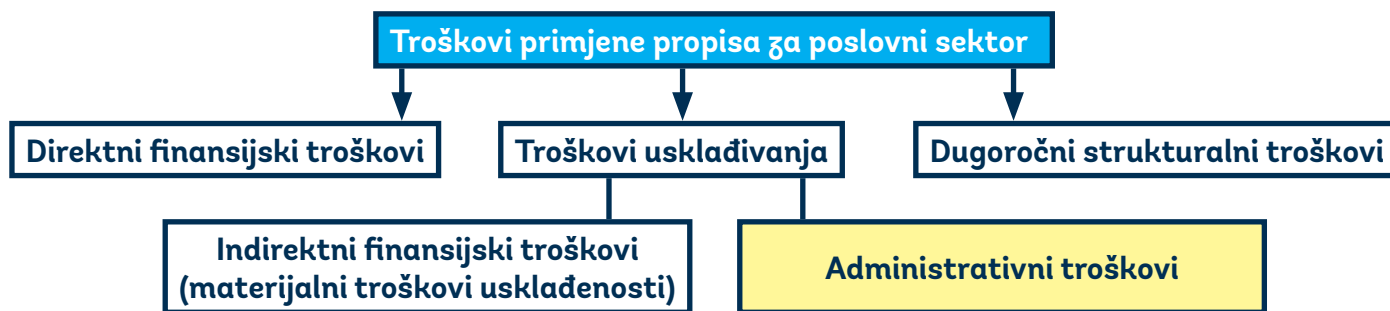 Troškovi primjene propisa za poslovni sektor
Direktni finansijski troškovi
Troškovi usklađivanja
Dugoročni strukturalni troškovi
Indirektni finansijski troškovi
(materijalni troškovi usklađenosti)
Administrativni troškovi